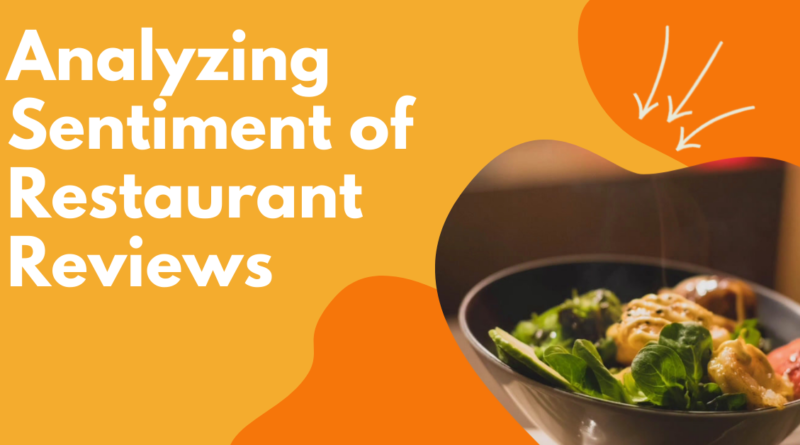 Analyzing
Sentiment of
Restaurant
Reviews